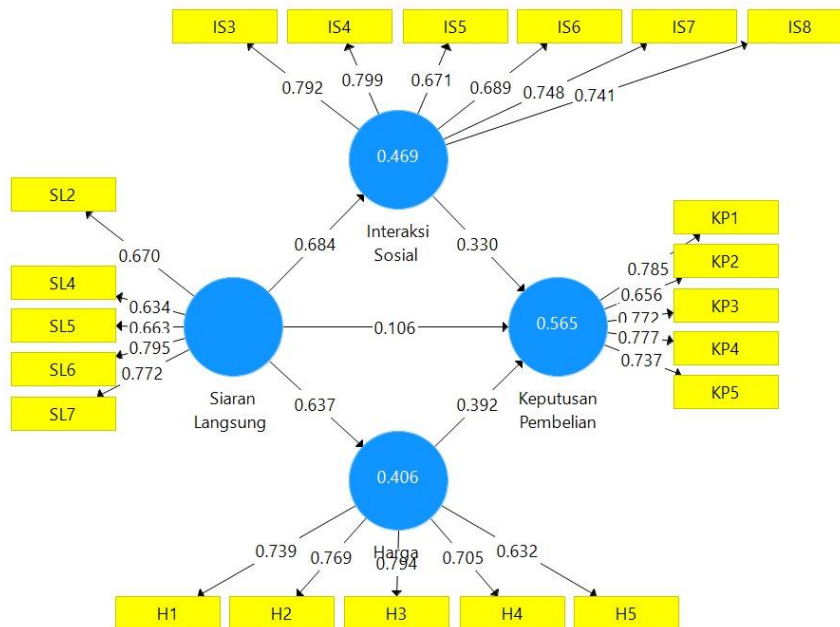 IS3 IS4 IS5 IS6 IS7 IS8
0.792 0.799 0.671 0.689 0.748 0.741
0.469
Interaksi
Sosial
SL2
SL4
SL5
SL6
SL7
0.670
0.634
0.663
0.795
0.772
Siaran
Langsung
0.684
0.106
0.637
0.330
0.392
0.565
Keputusan
Pembelian
KP1
KP2
KP3
KP4
KP5
0.785
0.656
0.772
0.777
0.737
0.406
Harga
0.739 0.769 0.794 0.705 0.632
H1 H2 H3 H4 H5